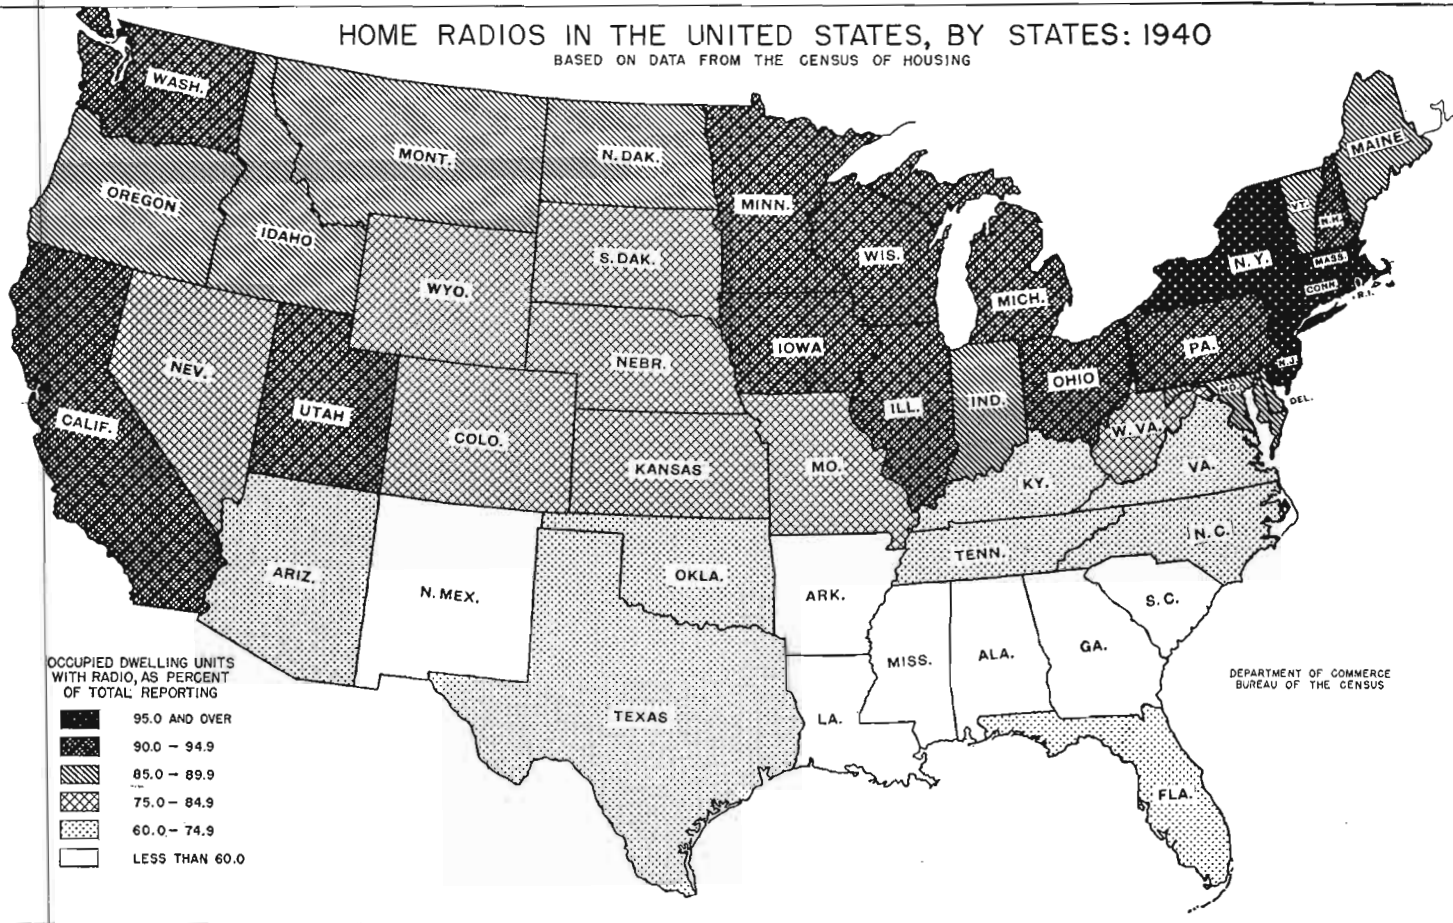 HOME RADIOS IN THE UNITED STATES, BY STATES: 1940
BASED ON DATA FROM THE CENSUS OF HOUSING
WASH.
MONT.
N. DAK.
MAINE
OREGON
MINN.
VT.
N.H.
IDAHO
S. DAK.
WIS.
N.Y.
MASS.
WYO.
CONN.
R.I.
MICH.
NEV.
NEBR.
IOWA
PA.
N.J.
UTAH
OHIO
MD.
DEL.
CALIF.
COLO.
ILL.
IND.
W. VA.
KANSAS
MO.
VA.
KY.
N.C.
TENN.
ARIZ.
OKLA.
N. MEX.
ARK.
S.C.
MISS.
ALA.
GA.
TEXAS
LA.
FLA.
OCCUPIED DWELLING UNITS
WITH RADIO, AS PERCENT
OF TOTAL REPORTING
95.0 AND OVER
90.0 - 94.9
85.0 - 89.9
75.0 - 84.9
60.0 - 74.9
LESS THAN 60.0
DEPARTMENT OF COMMERCE
BUREAU OF THE CENSUS